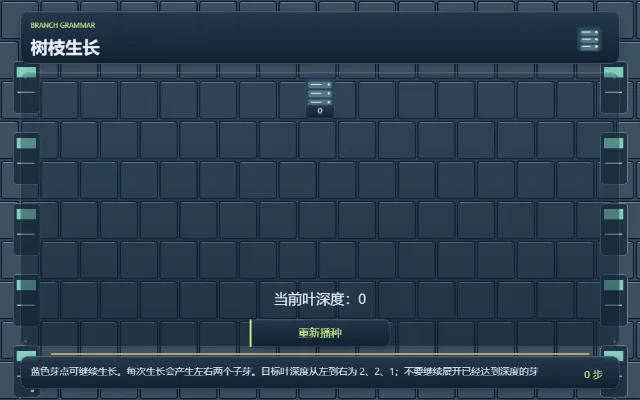 BRANCH GRAMMAR
树枝生长
0
当前叶深度：0
重新播种
蓝色芽点可继续生长。每次生长会产生左右两个子芽。目标叶深度从左到右为 2、2、1；不要继续展开已经达到深度的芽
0 步